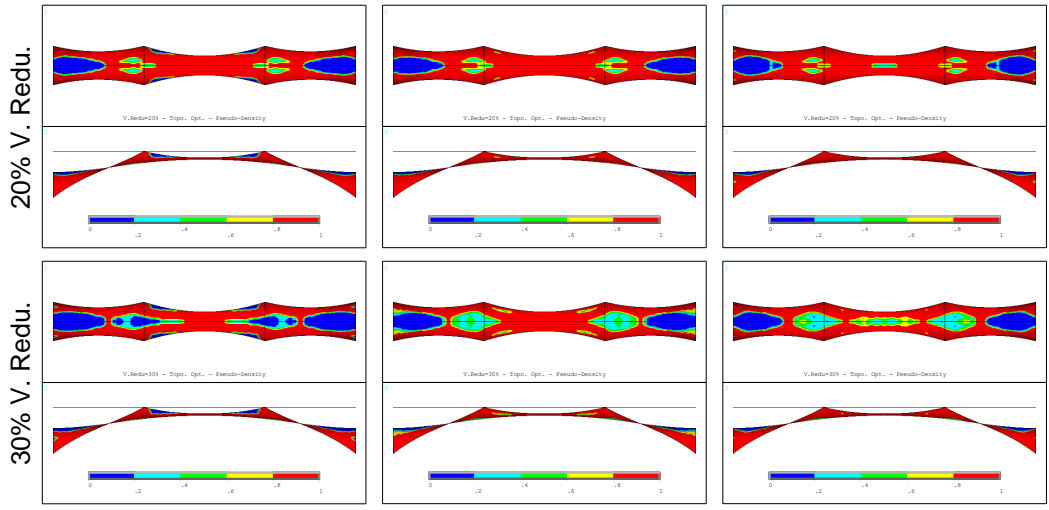 20% V. Redu.
V.Redu=20% - Topo. Opt. - Pseudo-Density
0 .2 .4 .6 .8 1
V.Redu=20% - Topo. Opt. - Pseudo-Density
0 .2 .4 .6 .8 1
V.Redu=20% - Topo. Opt. - Pseudo-Density
0 .2 .4 .6 .8 1
30% V. Redu.
V.Redu=30% - Topo. Opt. - Pseudo-Density
0 .2 .4 .6 .8 1
V.Redu=30% - Topo. Opt. - Pseudo-Density
0 .2 .4 .6 .8 1
V.Redu=30% - Topo. Opt. - Pseudo-Density
0 .2 .4 .6 .8 1